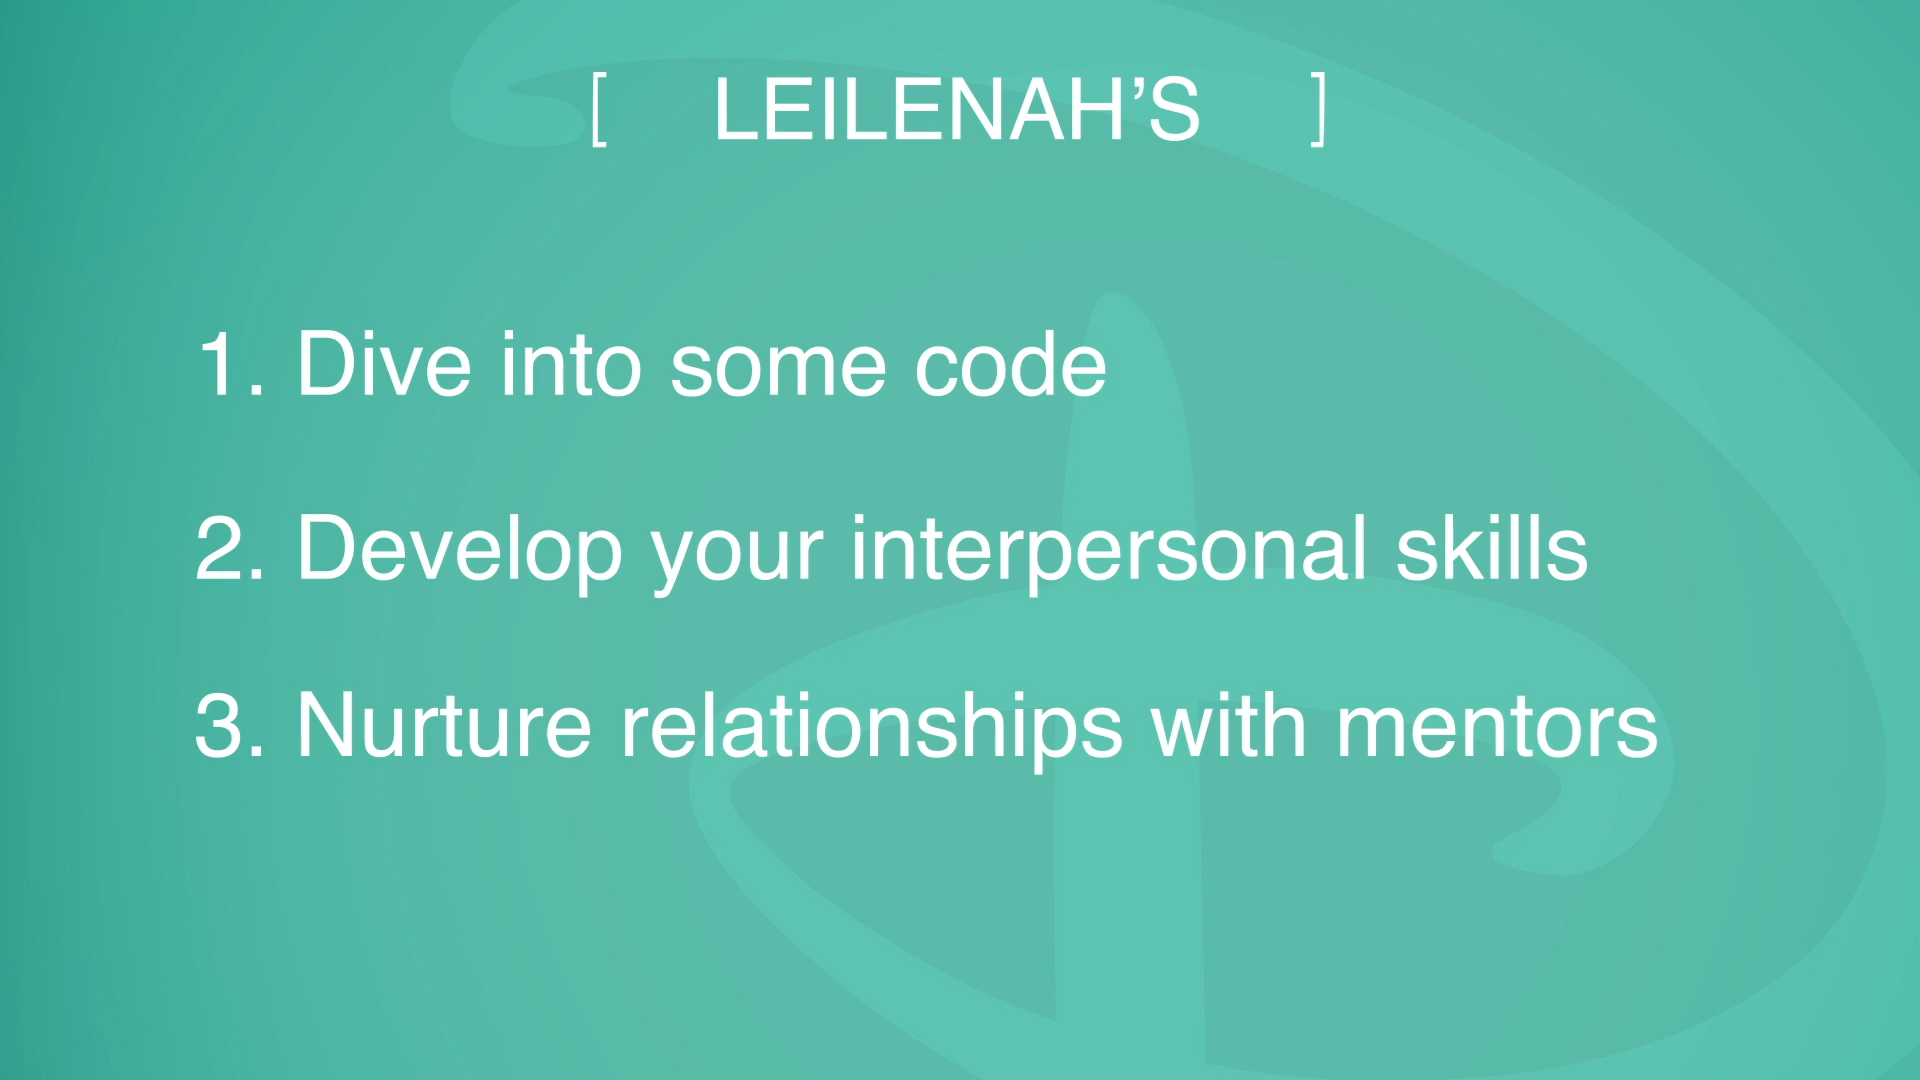 [ LEILENAH’S ]
1. Dive into some code
2. Develop your interpersonal skills
3. Nurture relationships with mentors